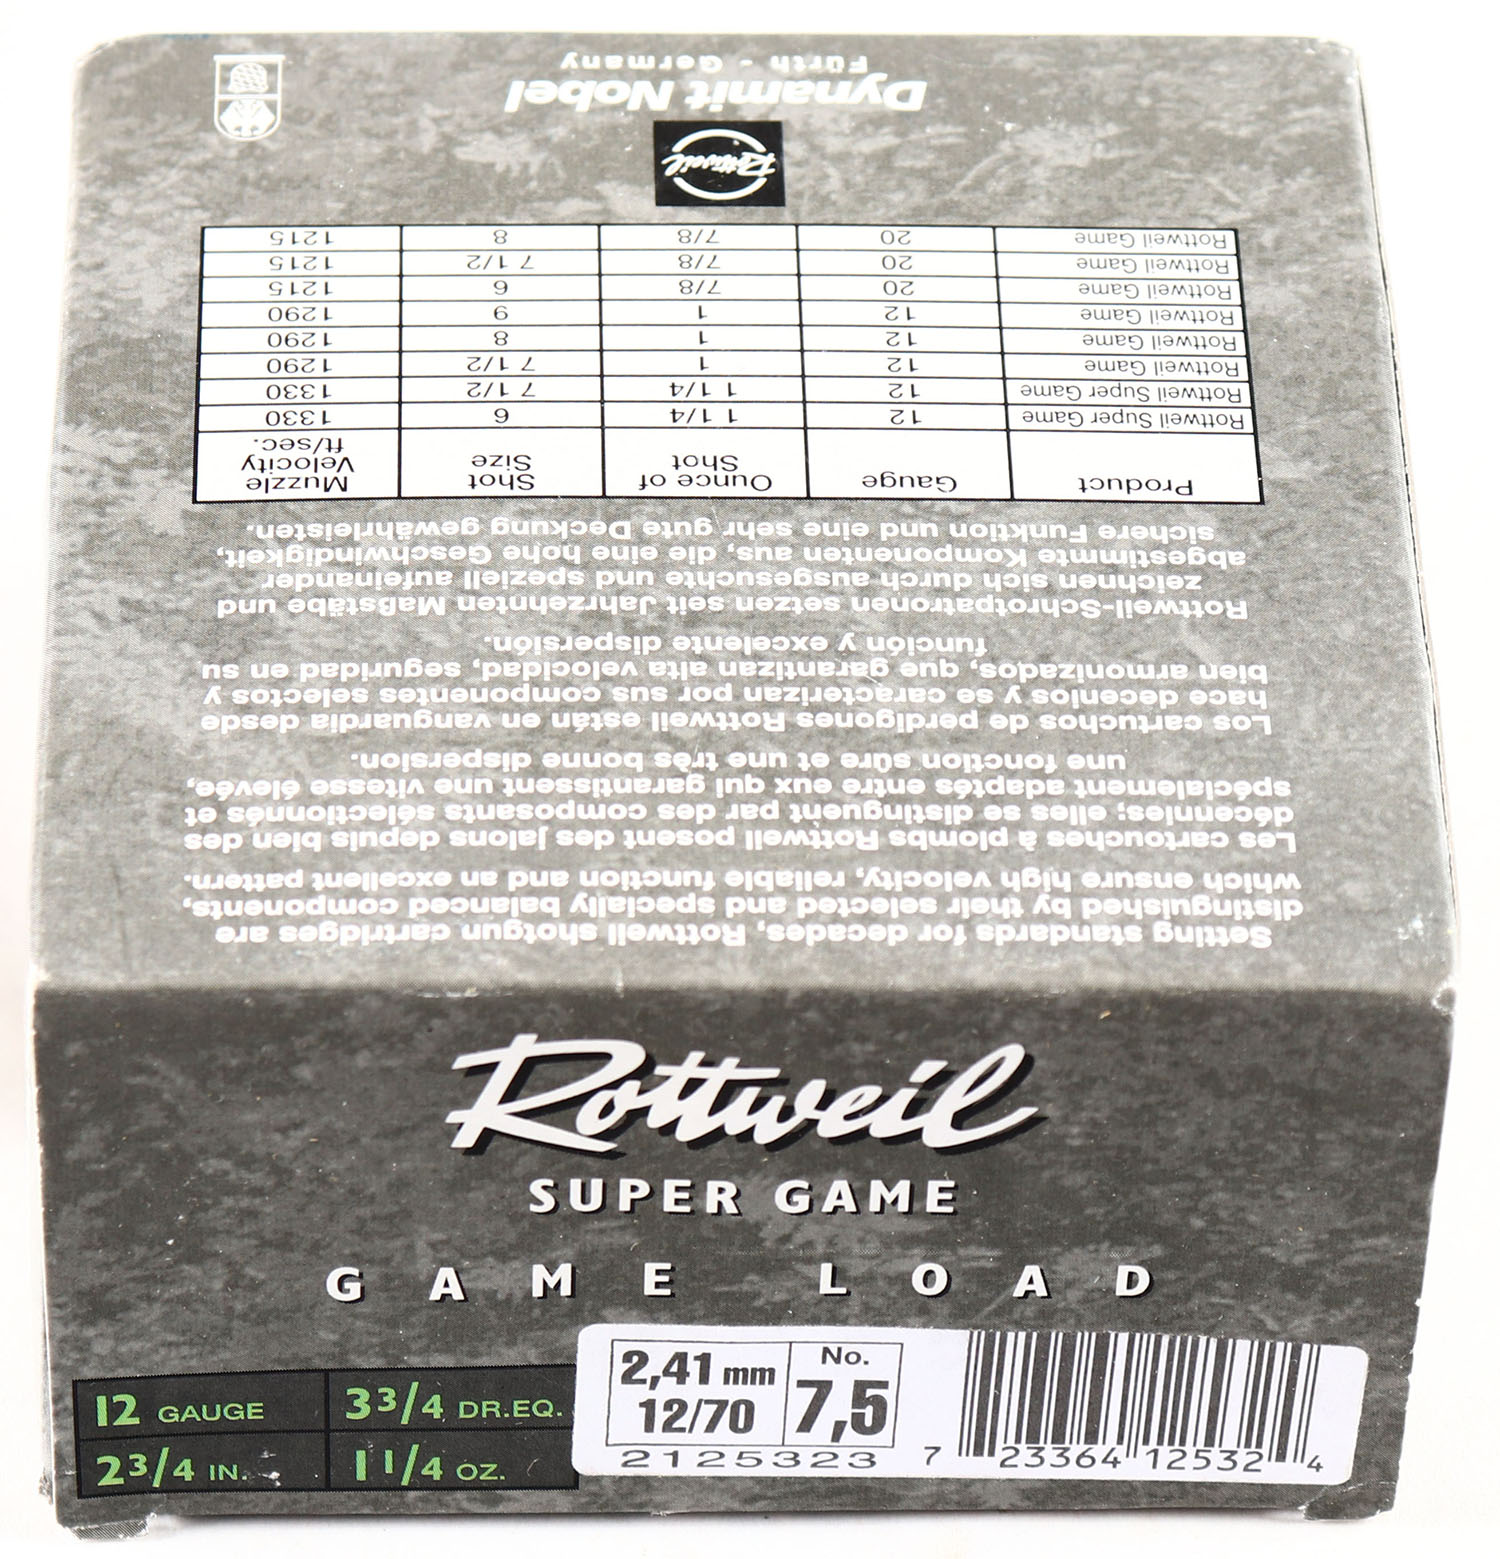 Setting standards for decades, Rottweil shotgun cartridges are
distinguished by their selected and specially balanced components,
which ensure high velocity, reliable function and an excellent pattern.
Les cartouches à plombs Rottweil posent des jalons depuis bien des
décennies; elles se distinguent par des composants sélectionnés et
spécialement adaptés entre eux qui garantissent une vitesse élevée,
une fonction sûre et une très bonne dispersion.
Los cartuchos de perdigones Rottweil están en vanguardia desde
hace decenios y se caracterizan por sus componentes selectos y
bien armonizados, que garantizan alta velocidad, seguridad en su
función y excelente dispersión.
Rottweil-Schrotpatronen setzen seit Jahrzehnten Maßstäbe und
zeichnen sich durch ausgesuchte und speziell aufeinander
abgestimmte Komponenten aus, die eine hohe Geschwindigkeit,
sichere Funktion und eine sehr gute Deckung gewährleisten.
Product Gauge Ounce of Shot Shot Size Muzzle Velocity ft/sec.
Rottweil Super Game 12 1 1/4 6 1330
Rottweil Super Game 12 1 1/4 7 1/2 1330
Rottweil Game 12 1 7 1/2 1290
Rottweil Game 12 1 8 1290
Rottweil Game 12 1 9 1290
Rottweil Game 20 7/8 6 1215
Rottweil Game 20 7/8 7 1/2 1215
Rottweil Game 20 7/8 8 1215
Rottweil
Dynamit Nobel
Fürth - Germany
Rottweil
SUPER GAME
GAME LOAD
12 GAUGE 3 3/4 DR.EQ.
2 3/4 IN. 1 1/4 OZ.
2,41 mm No.
12/70 7,5
2125323
7 23364 12532 4